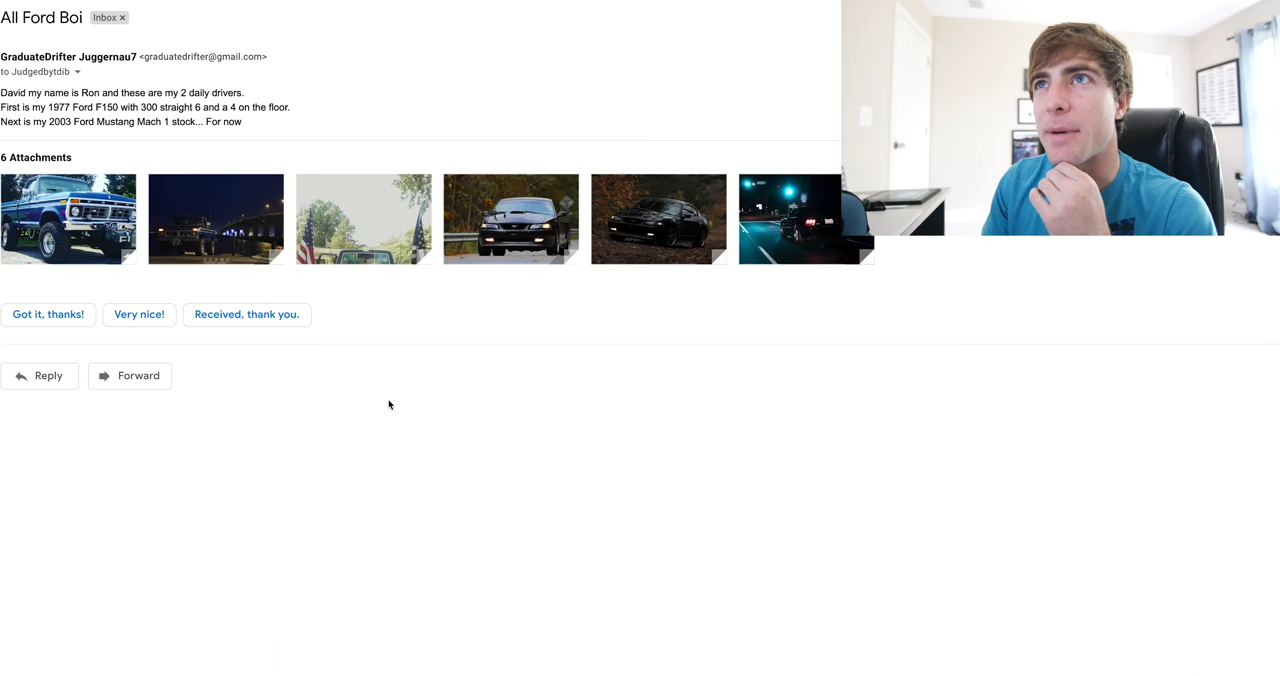 All Ford Boi Inbox ×
GraduateDrifter Juggernau7 <graduatedrifter@gmail.com>
to Judgedbytdib
David my name is Ron and these are my 2 daily drivers.
First is my 1977 Ford F150 with 300 straight 6 and a 4 on the floor.
Next is my 2003 Ford Mustang Mach 1 stock... For now
6 Attachments
Got it, thanks! Very nice! Received, thank you.
Reply Forward